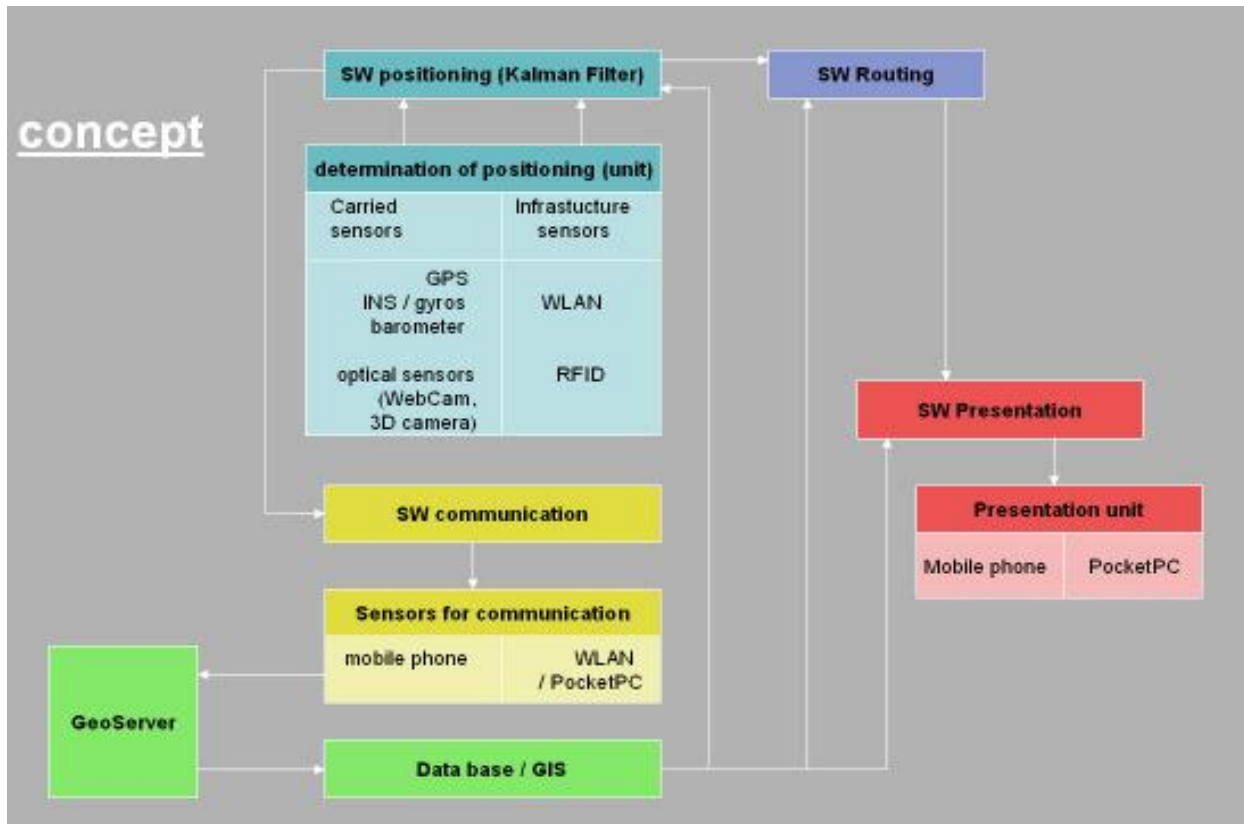 SW positioning (Kalman Filter)
SW Routing
concept
determination of positioning (unit)
Carried
sensors
Infrastucture
sensors
GPS
INS / gyros
barometer
WLAN
optical sensors
(WebCam,
3D camera)
RFID
SW Presentation
SW communication
Presentation unit
Mobile phone
PocketPC
Sensors for communication
mobile phone
WLAN
/ PocketPC
GeoServer
Data base / GIS